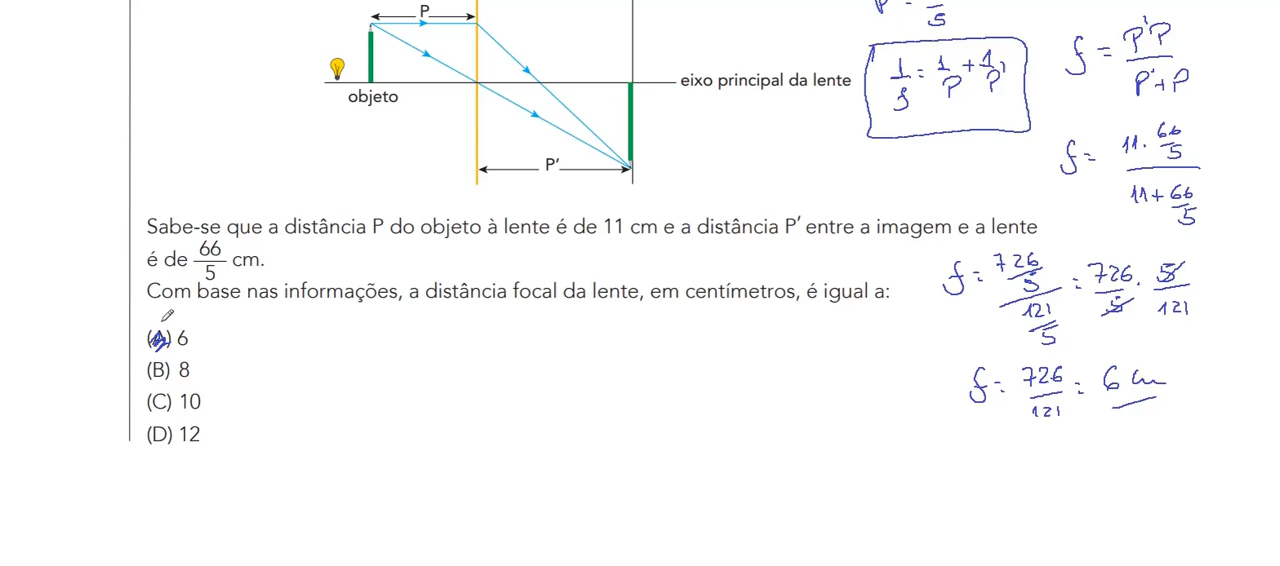 P
P = 5
objeto
eixo principal da lente
P'
1/f = 1/P + 1/P'
f = P'P / P'+P
f = 11 . 66/5 / 11 + 66/5
Sabe-se que a distância P do objeto à lente é de 11 cm e a distância P' entre a imagem e a lente
é de 66/5 cm.
Com base nas informações, a distância focal da lente, em centímetros, é igual a:
(A) 6
(B) 8
(C) 10
(D) 12
f = 726/5 / 121/5 = 726/5 . 5/121
f = 726/121 = 6 cm